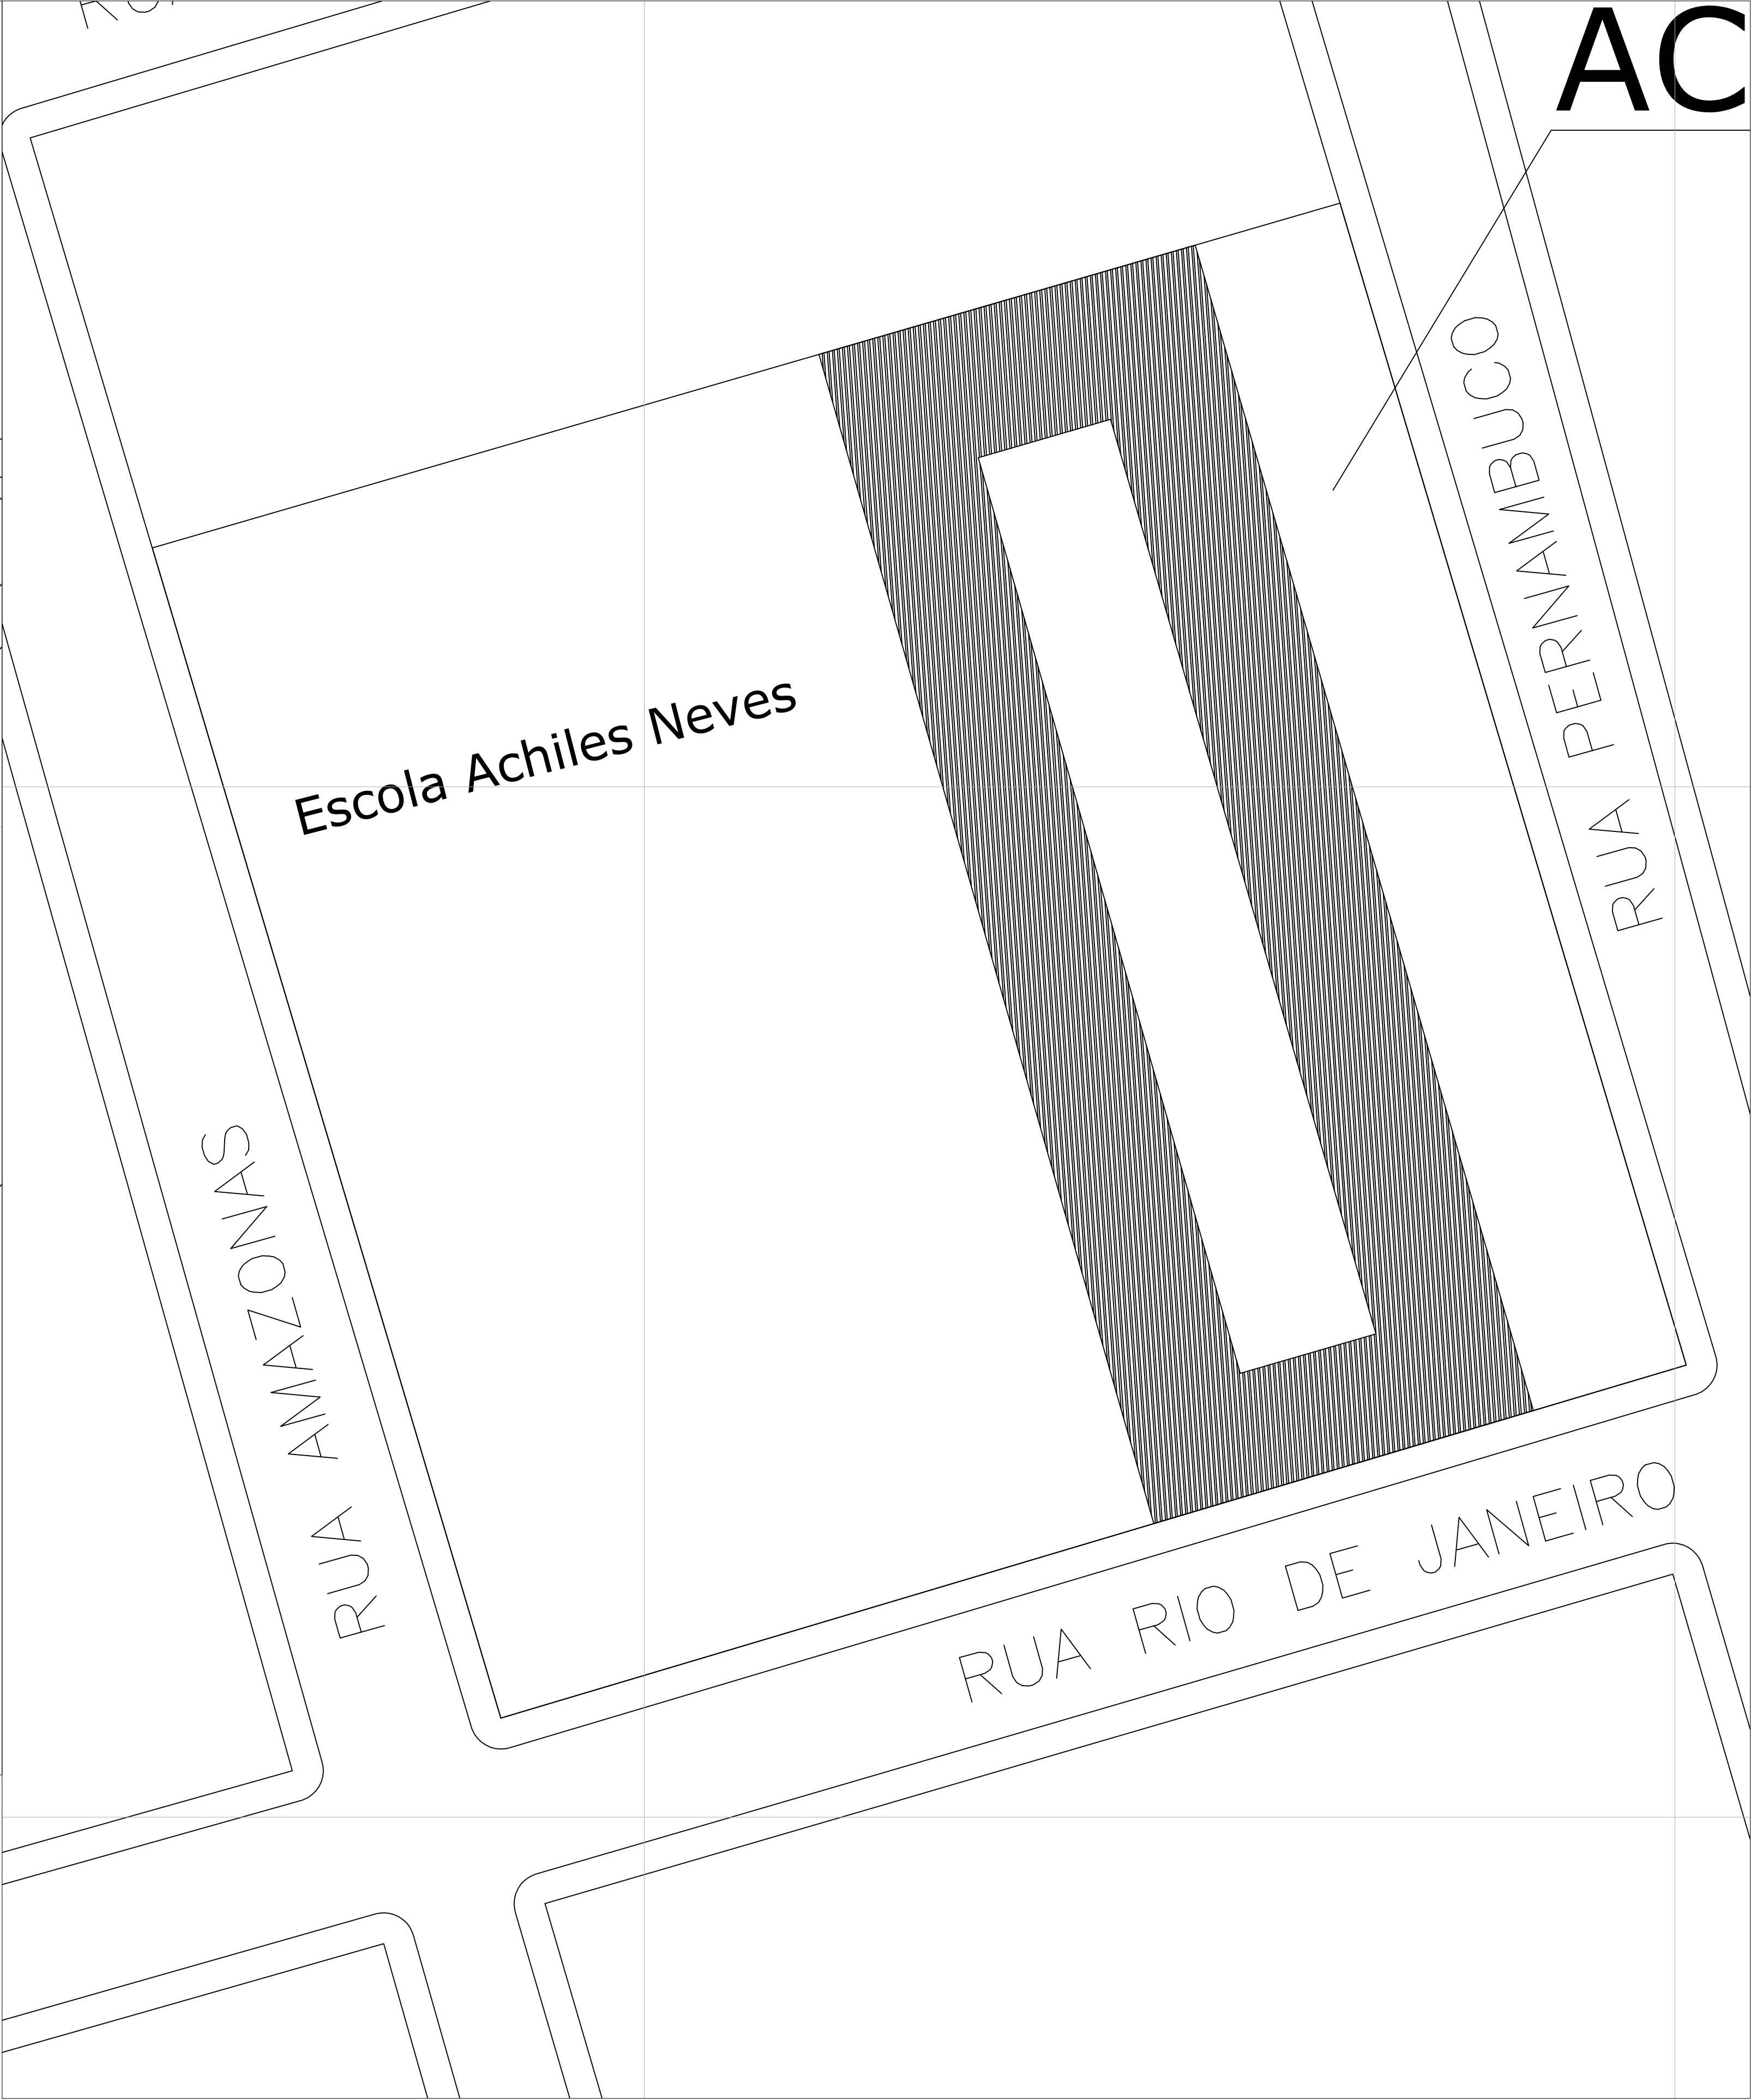 AC
RUA PERNAMBUCO
Escola Achiles Neves
RUA AMAZONAS
RUA RIO DE JANEIRO